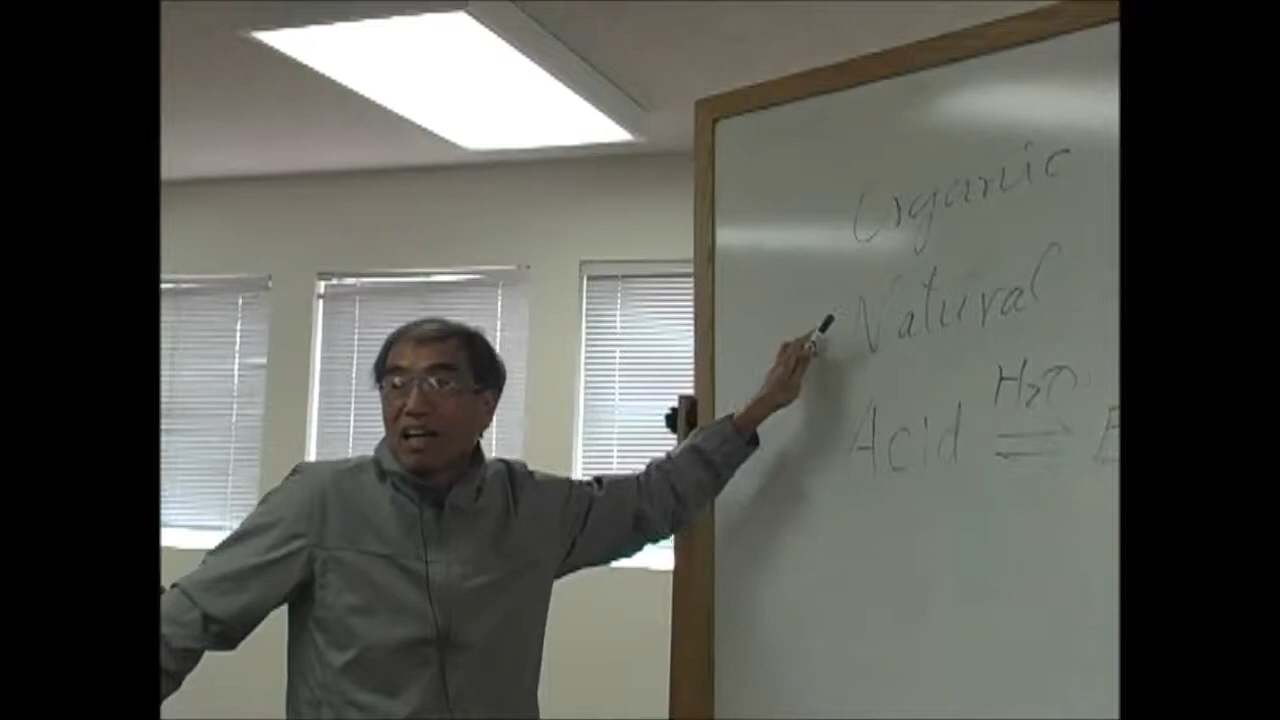 Organic
Natural
H₂O
Acid ⇌